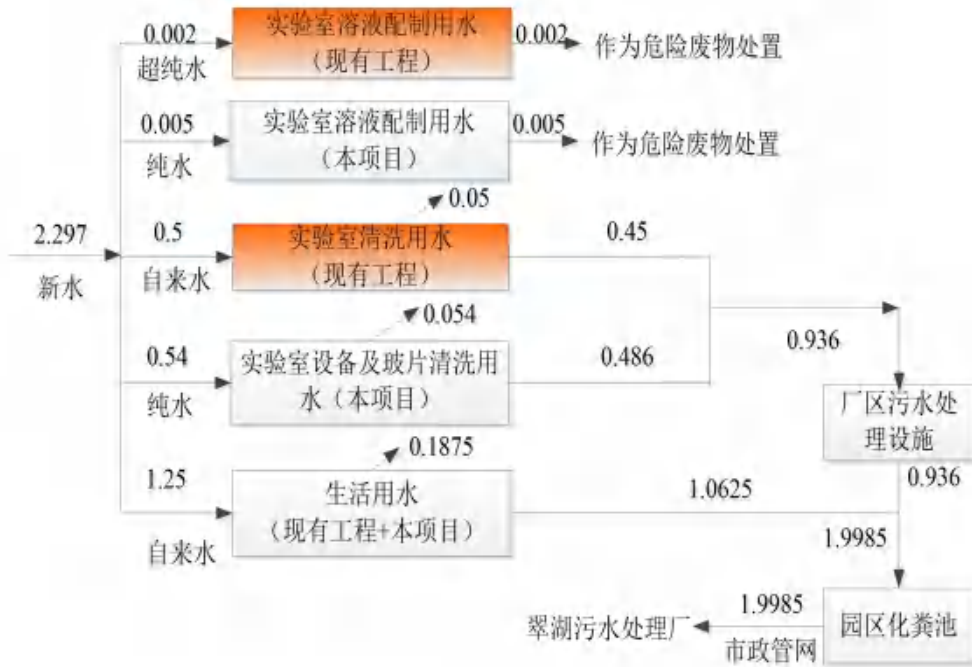 0.002
超纯水
实验室溶液配制用水
（现有工程）
0.002
作为危险废物处置
0.005
纯水
实验室溶液配制用水
（本项目）
0.005
作为危险废物处置
0.05
2.297
新水
0.5
自来水
实验室清洗用水
（现有工程）
0.45
0.054
0.54
纯水
实验室设备及玻片清洗用
水（本项目）
0.486
0.936
厂区污水处
理设施
0.1875
1.25
自来水
生活用水
（现有工程+本项目）
1.0625
0.936
1.9985
园区化粪池
1.9985
市政管网
翠湖污水处理厂